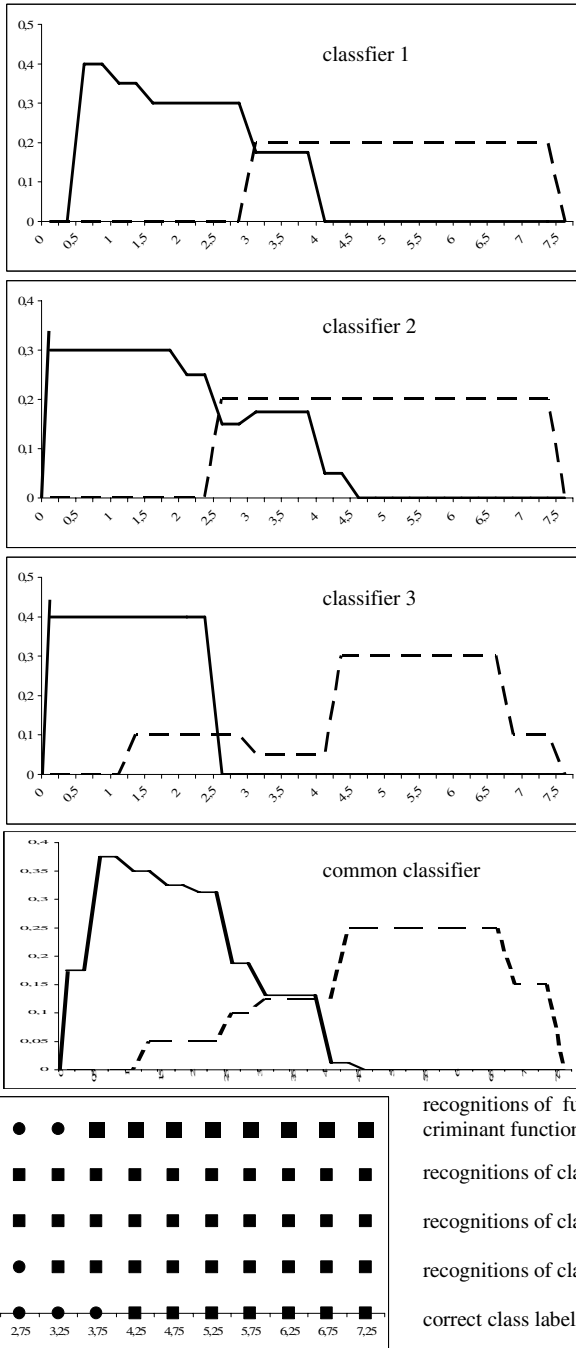 0,5
classfier 1
0,4
0,3
0,2
0,1
0
0 0,5 1 1,5 2 2,5 3 3,5 4 4,5 5 5,5 6 6,5 7 7,5
0,4
classifier 2
0,3
0,2
0,1
0
0 0,5 1 1,5 2 2,5 3 3,5 4 4,5 5 5,5 6 6,5 7 7,5
0,5
classifier 3
0,4
0,3
0,2
0,1
0
0 0,5 1 1,5 2 2,5 3 3,5 4 4,5 5 5,5 6 6,5 7 7,5
0,4
0,35
common classifier
0,3
0,25
0,2
0,15
0,1
0,05
0
recognitions of fu
criminant function
recognitions of cla
recognitions of cla
recognitions of cla
correct class label
2,75 3,25 3,75 4,25 4,75 5,25 5,75 6,25 6,75 7,25